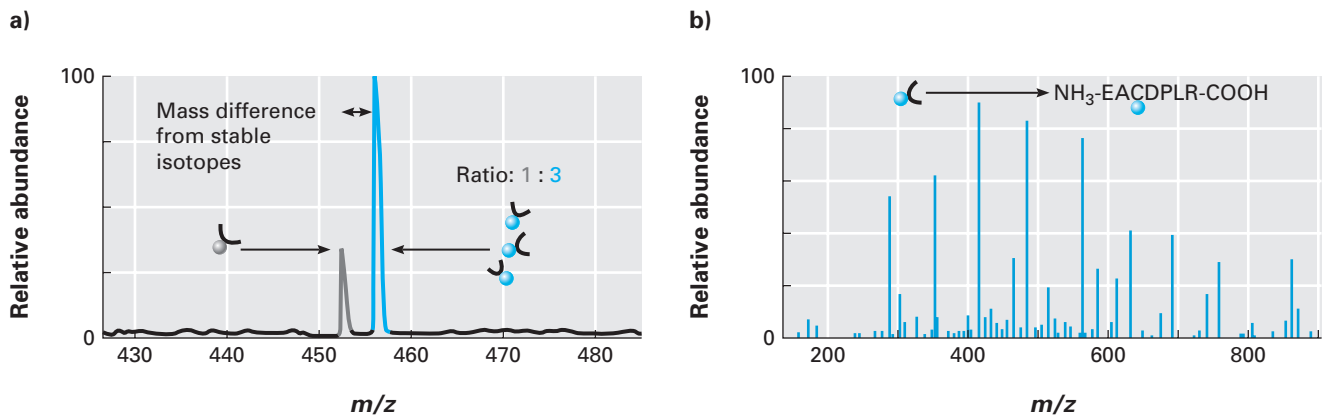 a)
100
Mass difference
from stable
isotopes
Ratio: 1 : 3
Relative abundance
0
430 440 450 460 470 480
m/z
b)
100
NH₃-EACDPLR-COOH
Relative abundance
0
200 400 600 800
m/z